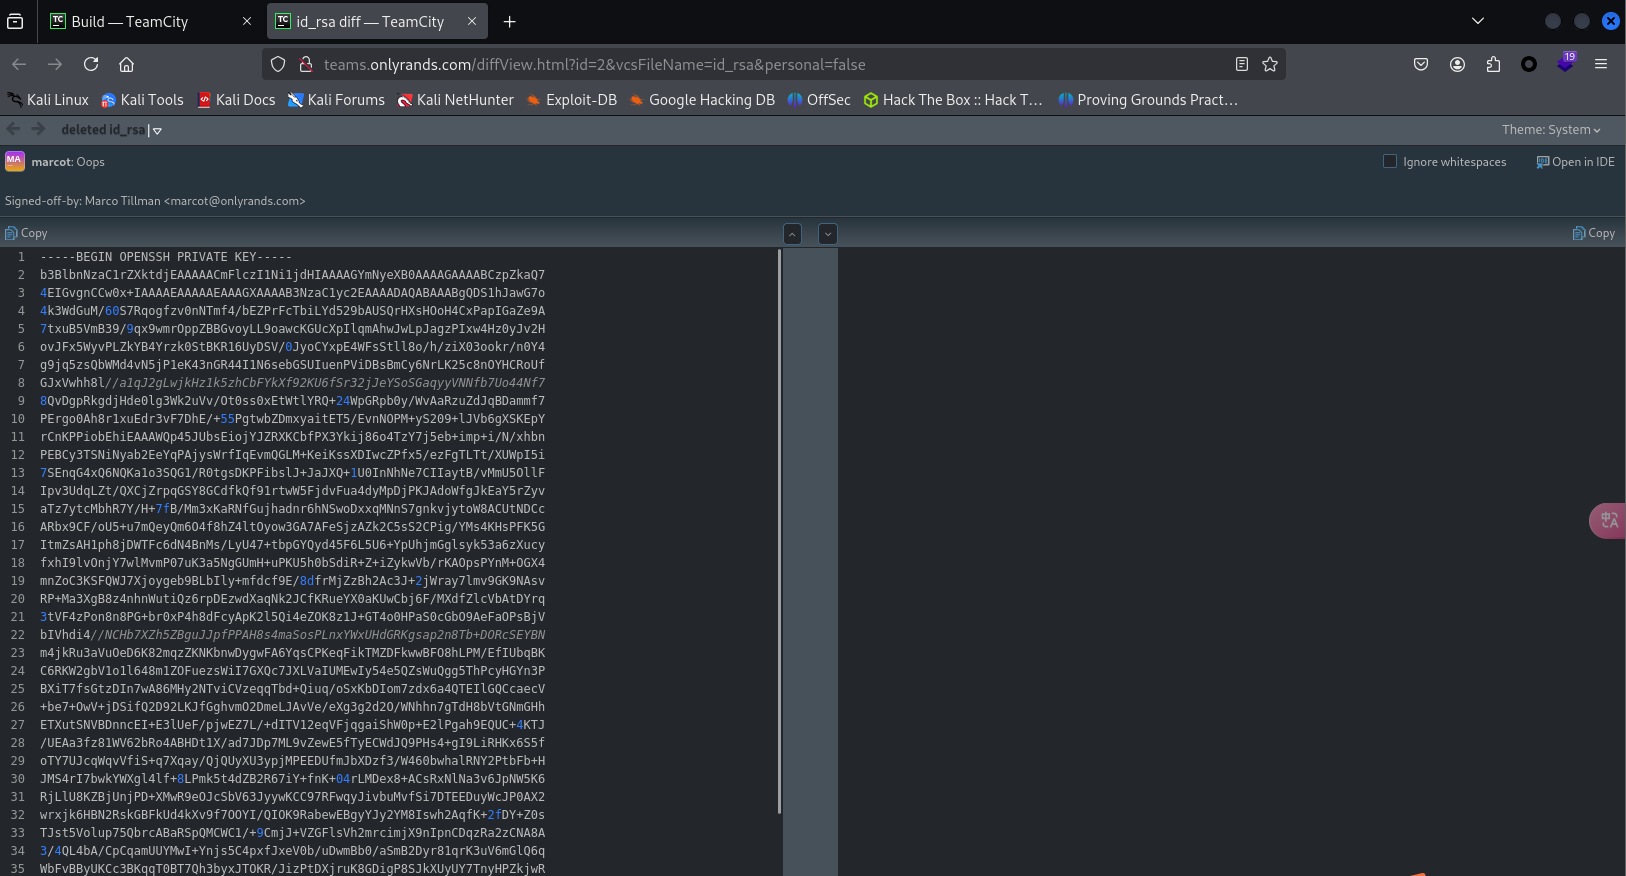 Build — TeamCity
id_rsa diff — TeamCity
teams.onlyrands.com/diffView.html?id=2&vcsFileName=id_rsa&personal=false
19
Kali Linux
Kali Tools
Kali Docs
Kali Forums
Kali NetHunter
Exploit-DB
Google Hacking DB
OffSec
Hack The Box :: Hack T…
Proving Grounds Pract…
deleted id_rsa
Theme: System
MA
marcot: Oops
Ignore whitespaces
Open in IDE
Signed-off-by: Marco Tillman <marcot@onlyrands.com>
Copy
Copy
1 -----BEGIN OPENSSH PRIVATE KEY-----
2 b3BlbnNzaC1rZXktdjEAAAAACmFlczI1Ni1jdHIAAAAGYmNyeXB0AAAAGAAAABCzpZkaQ7
3 4EIGvgnCCw0x+IAAAAEAAAAAEAAAGXAAAAB3NzaC1yc2EAAAADAQABAAABgQDS1hJawG7o
4 4k3WdGuM/60S7Rqogfzv0nNTmf4/bEZPrFcTbiLYd529bAUSQrHXsHOoH4CxPapIGaZe9A
5 7txuB5VmB39/9qx9wmrOppZBBGvoyLL9oawcKGUcXpIlqmAhwJwLpJagzPIxw4Hz0yJv2H
6 ovJFx5WyvPLZkYB4Yrzk0StBKR16UyDSV/0JyoCYxpE4WFsStll8o/h/ziX03ookr/n0Y4
7 g9jq5zsQbWMd4vN5jP1eK43nGR44I1N6sebGSUIuenPViDBsBmCy6NrLK25c8nOYHCRoUf
8 GJxVwhh8l//a1qJ2gLwjkHz1k5zhCbFYkXf92KU6fSr32jJeYSoSGaqyyVNNfb7Uo44Nf7
9 8QvDgpRkgdjHde0lg3Wk2uVv/Ot0ss0xEtWtlYRQ+24WpGRpb0y/WvAaRzuZdJqBDammf7
10 PErgo0Ah8r1xuEdr3vF7DhE/+55PgtwbZDmxyaitET5/EvnNOPM+yS209+lJVb6gXSKEpY
11 rCnKPPiobEhiEAAAWQp45JUbsEiojYJZRXKCbfPX3Ykij86o4TzY7j5eb+imp+i/N/xhbn
12 PEBCy3TSNiNyab2EeYqPAjysWrfIqEvmQGLM+KeiKssXDIwcZPfx5/ezFgTLTt/XUWpI5i
13 7SEnqG4xQ6NQKa1o3SQG1/R0tgsDKPFibslJ+JaJXQ+1U0InNhNe7CIIaytB/vMmU5OllF
14 Ipv3UdqLZt/QXCjZrpqGSY8GCdfkQf91rtwW5FjdvFua4dyMpDjPKJAdoWfgJkEaY5rZyv
15 aTz7ytcMbhR7Y/H+7fB/Mm3xKaRNfGujhadnr6hNSwoDxxqMNnS7gnkvjytoW8ACUtNDCc
16 ARbx9CF/oU5+u7mQeyQm6O4f8hZ4ltOyow3GA7AFeSjzAZk2C5sS2CPig/YMs4KHsPFK5G
17 ItmZsAH1ph8jDWTFc6dN4BnMs/LyU47+tbpGYQyd45F6L5U6+YpUhjmGglsyk53a6zXucy
18 fxhI9lvOnjY7wlMvmP07uK3a5NgGUmH+uPKU5h0bSdiR+Z+iZykwVb/rKAOpsPYnM+OGX4
19 mnZoC3KSFQWJ7Xjoygeb9BLbIly+mfdcf9E/8dfrMjZzBh2Ac3J+2jWray7lmv9GK9NAsv
20 RP+Ma3XgB8z4nhnWutiQz6rpDEzwdXaqNk2JCfKRueYX0aKUwCbj6F/MXdfZlcVbAtDYrq
21 3tVF4zPon8n8PG+br0xP4h8dFcyApK2l5Qi4eZOK8z1J+GT4o0HPaS0cGbO9AeFaOPsBjV
22 bIVhdi4//NCHb7XZh5ZBguJJpfPPAH8s4maSosPLnxYWxUHdGRKgsap2n8Tb+DORcSEYBN
23 m4jkRu3aVuOeD6K82mqzZKNKbnwDygwFA6YqsCPKeqFikTMZDFkwwBFO8hLPM/EfIUbqBK
24 C6RKW2gbV1o1l648m1ZOFuezsWiI7GXQc7JXLVaIUMEwIy54e5QZsWuQgg5ThPcyHGYn3P
25 BXiT7fsGtzDIn7wA86MHy2NTviCVzeqqTbd+Qiuq/oSxKbDIom7zdx6a4QTEIlGQCcaecV
26 +be7+OwV+jDSifQ2D92LKJfGghvmO2DmeLJAvVe/eXg3g2d2O/WNhhn7gTdH8bVtGNmGHh
27 ETXutSNVBDnncEI+E3lUeF/pjwEZ7L/+dITV12eqVFjqgaiShW0p+E2lPgah9EQUC+4KTJ
28 /UEAa3fz81WV62bRo4ABHDt1X/ad7JDp7ML9vZewE5fTyECWdJQ9PHs4+gI9LiRHKx6S5f
29 oTY7UJcqWqvVfiS+q7Xqay/QjQUyXU3ypjMPEEDUfmJbXDzf3/W460bwhalRNY2PtbFb+H
30 JMS4rI7bwkYWXgl4lf+8LPmk5t4dZB2R67iY+fnK+04rLMDex8+ACsRxNlNa3v6JpNW5K6
31 RjLlU8KZBjUnjPD+XMwR9eOJcSbV63JyywKCC97RFwqyJivbuMvfSi7DTEEDuyWcJP0AX2
32 wrxjk6HBN2RskGBFkUd4kXv9f7OOYI/QIOK9RabewEBgyYJy2YM8Iswh2AqfK+2fDY+Z0s
33 TJst5Volup75QbrcABaRSpQMCWC1/+9CmjJ+VZGFlsVh2mrcimjX9nIpnCDqzRa2zCNA8A
34 3/4QL4bA/CpCqamUUYMwI+Ynjs5C4pxfJxeV0b/uDwmBb0/aSmB2Dyr81qrK3uV6mGlQ6q
35 WbFvBByUKCc3BKqqT0BT7Qh3byxJTOKR/JizPtDXjruK8GDigP8SJkXUyUY7TnyHPZkjwR